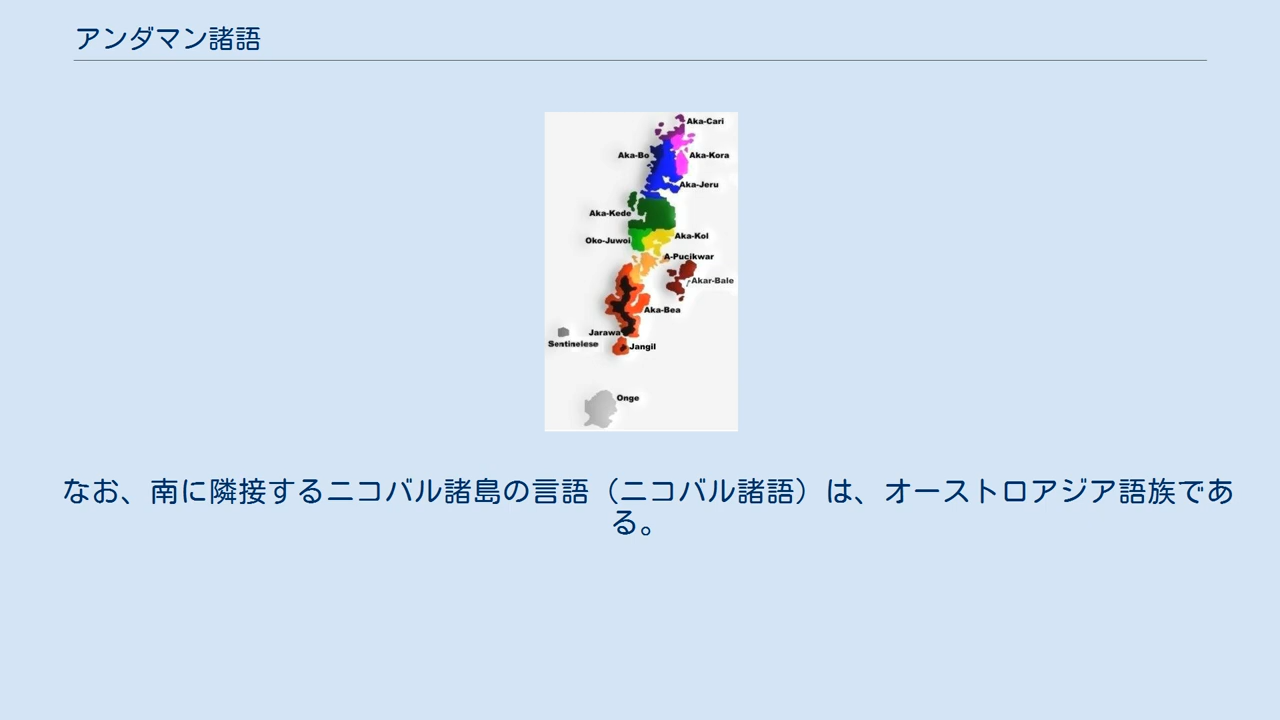 アンダマン諸語
Aka-Cari
Aka-Bo
Aka-Kora
Aka-Jeru
Aka-Kede
Oko-Juwoi
Aka-Kol
A-Pucikwar
Akar-Bale
Aka-Bea
Jarawa
Sentinelese
Jangil
Onge
なお、南に隣接するニコバル諸島の言語（ニコバル諸語）は、オーストロアジア語族であ
る。